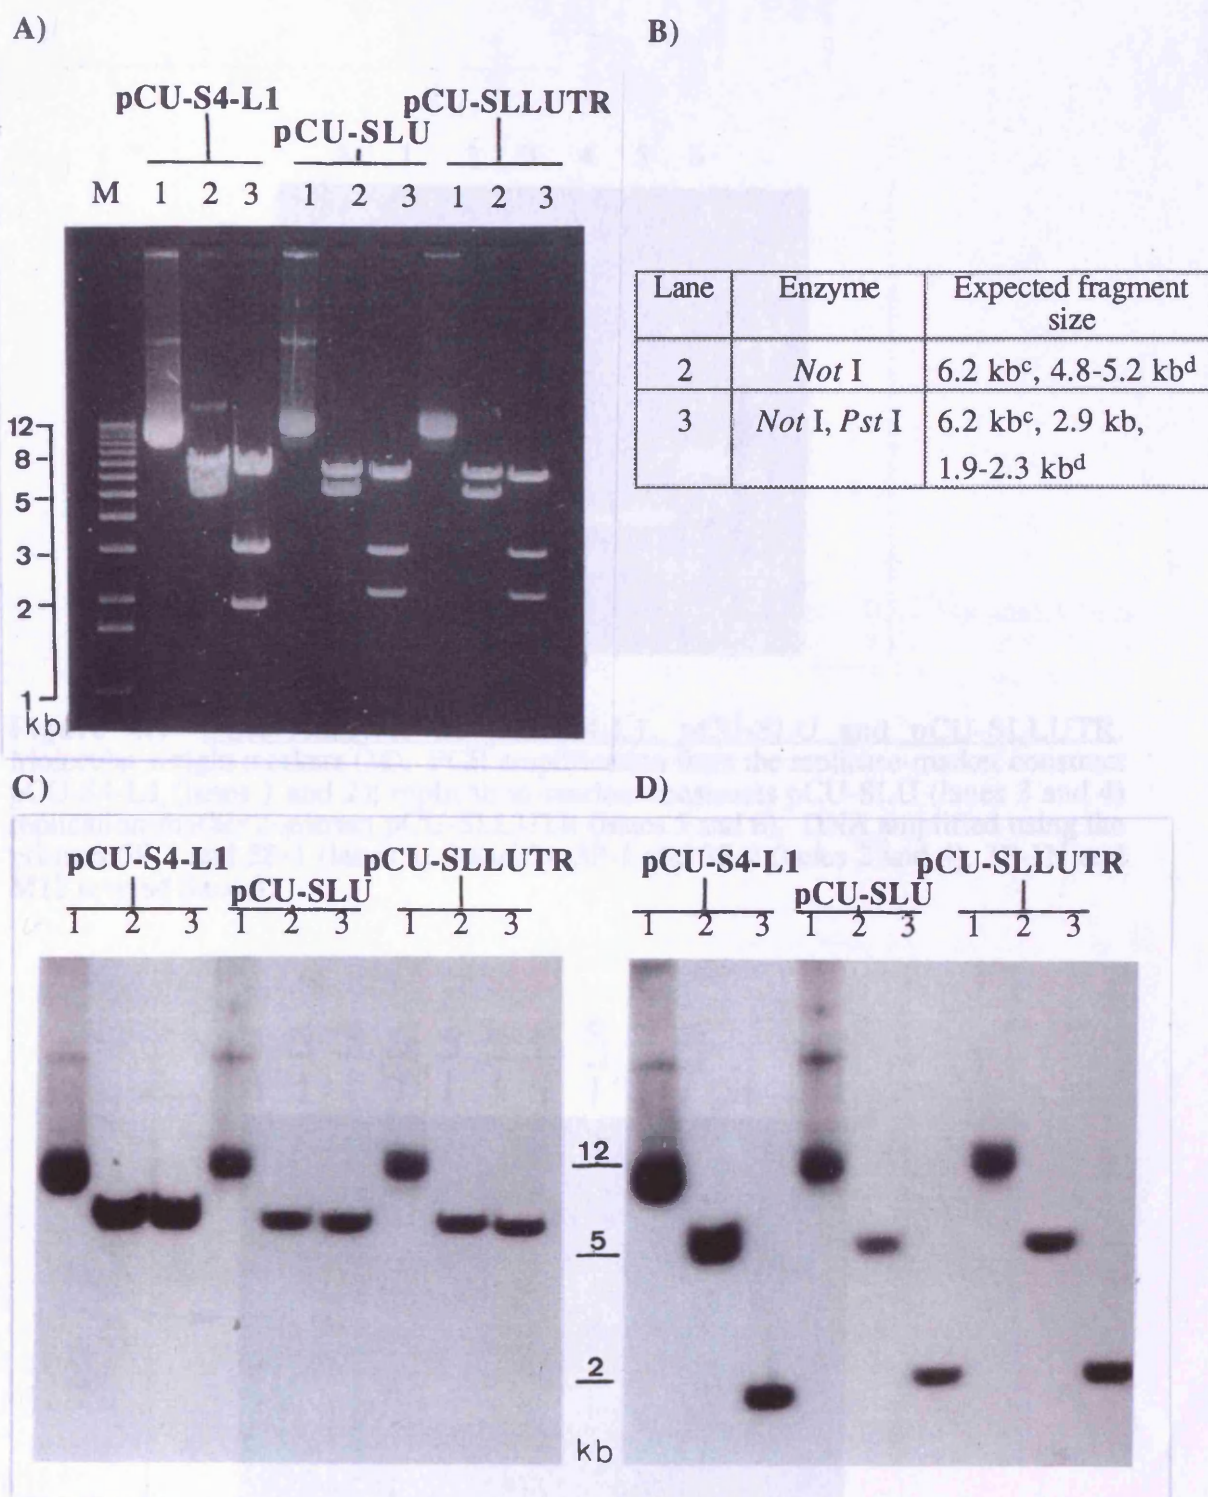 A)
pCU-S4-L1
pCU-SLU
pCU-SLLUTR
M 1 2 3 1 2 3 1 2 3
12
8
5
3
2
1
kb
B)
Lane Enzyme Expected fragment
size
2 Not I 6.2 kbc, 4.8-5.2 kbd
3 Not I, Pst I 6.2 kbc, 2.9 kb,
1.9-2.3 kbd
C)
pCU-S4-L1
pCU-SLU
pCU-SLLUTR
1 2 3 1 2 3 1 2 3
D)
pCU-S4-L1
pCU-SLU
pCU-SLLUTR
1 2 3 1 2 3 1 2 3
12
5
2
kb